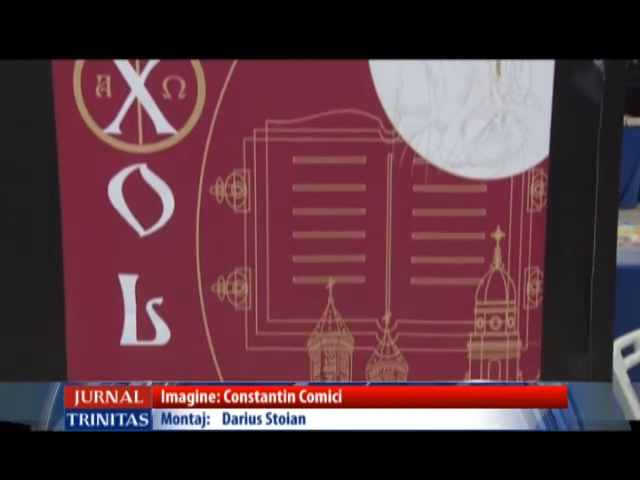 Α Ω
X
O
L
JURNAL
TRINITAS
Imagine: Constantin Comici
Montaj: Darius Stoian